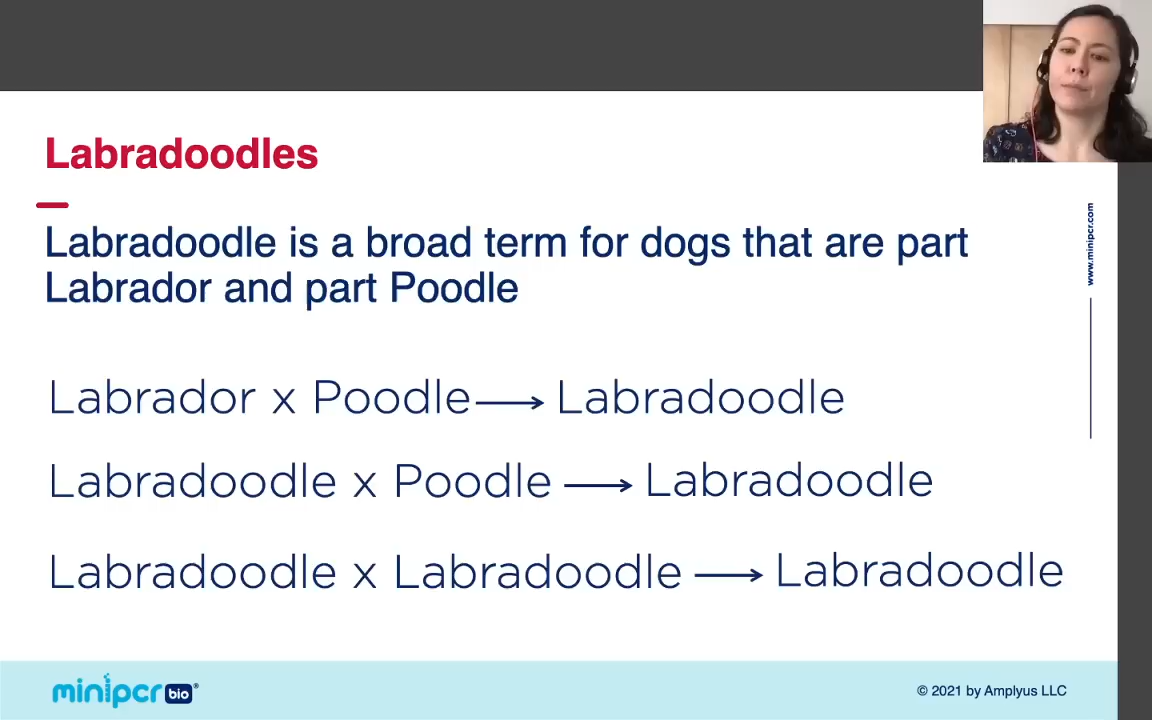 Labradoodles
Labradoodle is a broad term for dogs that are part
Labrador and part Poodle
Labrador x Poodle → Labradoodle
Labradoodle x Poodle → Labradoodle
Labradoodle x Labradoodle → Labradoodle
www.minipcr.com
minipcr bio®
© 2021 by Amplyus LLC